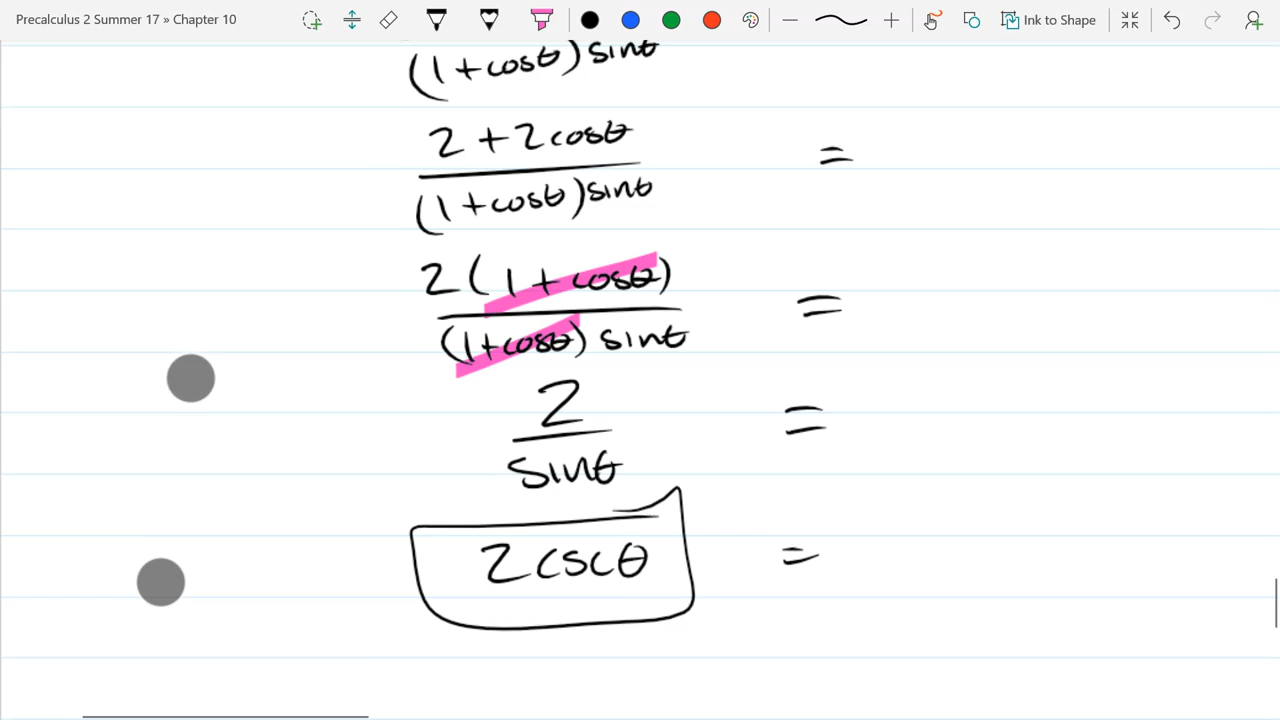 Precalculus 2 Summer 17 » Chapter 10
Ink to Shape
(1+cosθ)sinθ
2+2cosθ =
(1+cosθ)sinθ
2(1+cosθ) =
(1+cosθ)sinθ
2 =
sinθ
2cscθ =